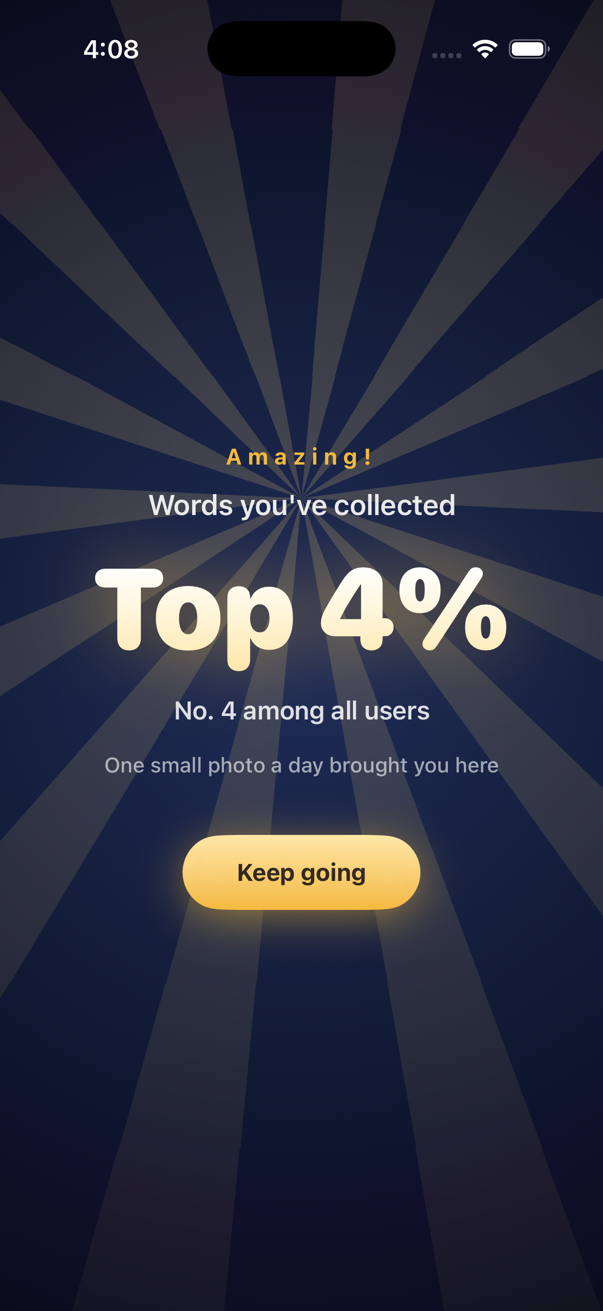 4:08
Amazing!
Words you've collected
Top 4%
No. 4 among all users
One small photo a day brought you here
Keep going